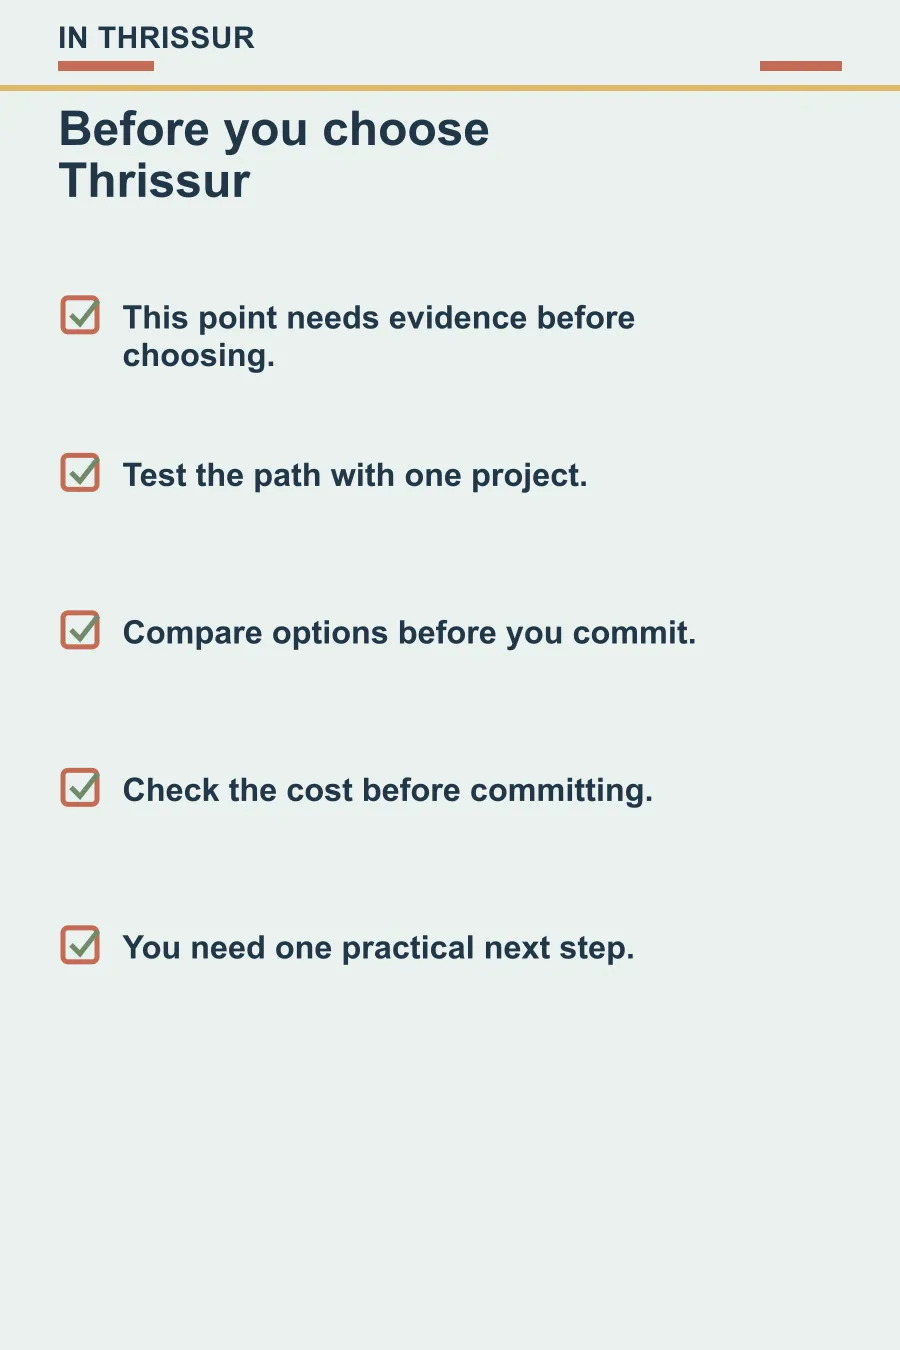 IN THRISSUR
Before you choose
Thrissur
This point needs evidence before
choosing.
Test the path with one project.
Compare options before you commit.
Check the cost before committing.
You need one practical next step.